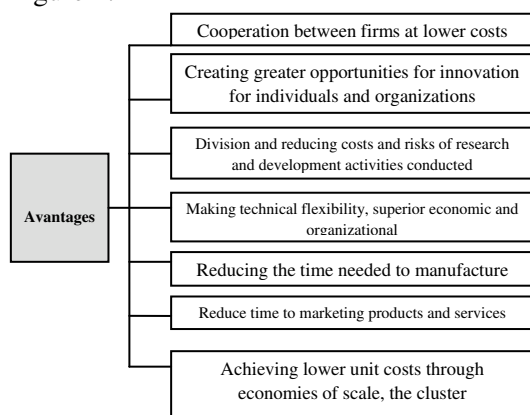 Cooperation between firms at lower costs
Creating greater opportunities for innovation
for individuals and organizations
Division and reducing costs and risks of research
and development activities conducted
Avantages
Making technical flexibility, superior economic and
organizational
Reducing the time needed to manufacture
Reduce time to marketing products and services
Achieving lower unit costs through
economies of scale, the cluster